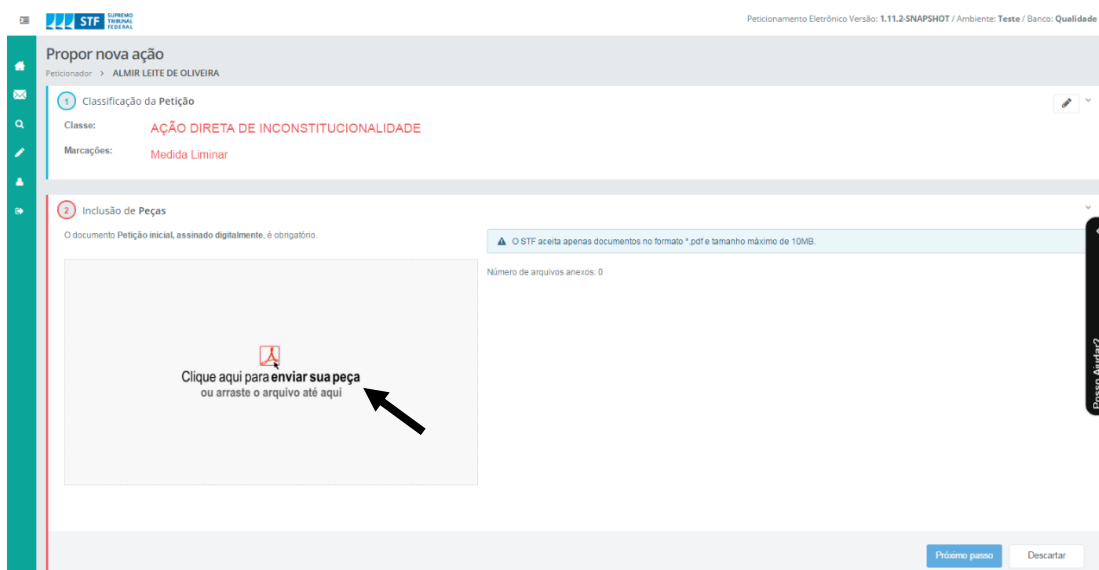 STF SUPREMO TRIBUNAL FEDERAL
Peticionamento Eletrônico Versão: 1.11.2-SNAPSHOT / Ambiente: Teste / Banco: Qualidade
Propor nova ação
Peticionador > ALMIR LEITE DE OLIVEIRA
1 Classificação da Petição
Classe: AÇÃO DIRETA DE INCONSTITUCIONALIDADE
Marcações: Medida Liminar
2 Inclusão de Peças
O documento Petição inicial, assinado digitalmente, é obrigatório.
O STF aceita apenas documentos no formato *.pdf e tamanho máximo de 10MB.
Número de arquivos anexos: 0
Clique aqui para enviar sua peça
ou arraste o arquivo até aqui
Posso Ajudar?
Próximo passo
Descartar